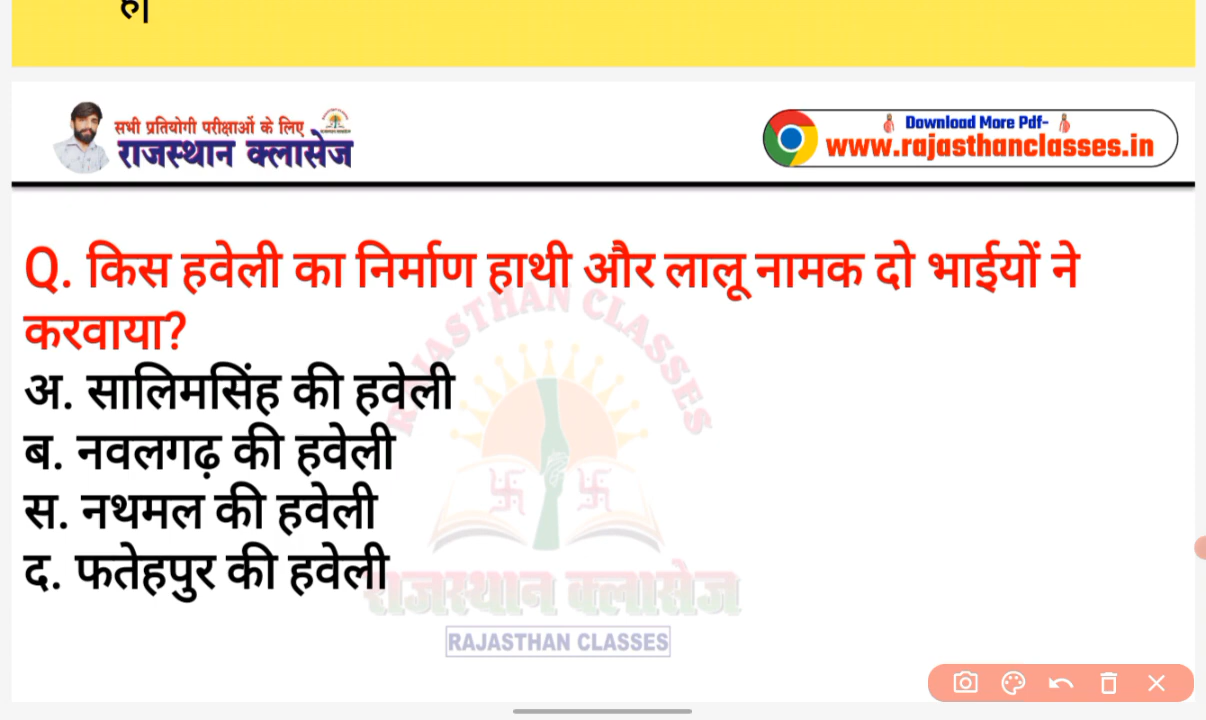 है।
सभी प्रतियोगी परीक्षाओं के लिए
राजस्थान क्लासेज
Download More Pdf-
www.rajasthanclasses.in
Q. किस हवेली का निर्माण हाथी और लालू नामक दो भाईयों ने
करवाया?
अ. सालिमसिंह की हवेली
ब. नवलगढ़ की हवेली
स. नथमल की हवेली
द. फतेहपुर की हवेली
RAJASTHAN CLASSES
राजस्थान क्लासेज
RAJASTHAN CLASSES